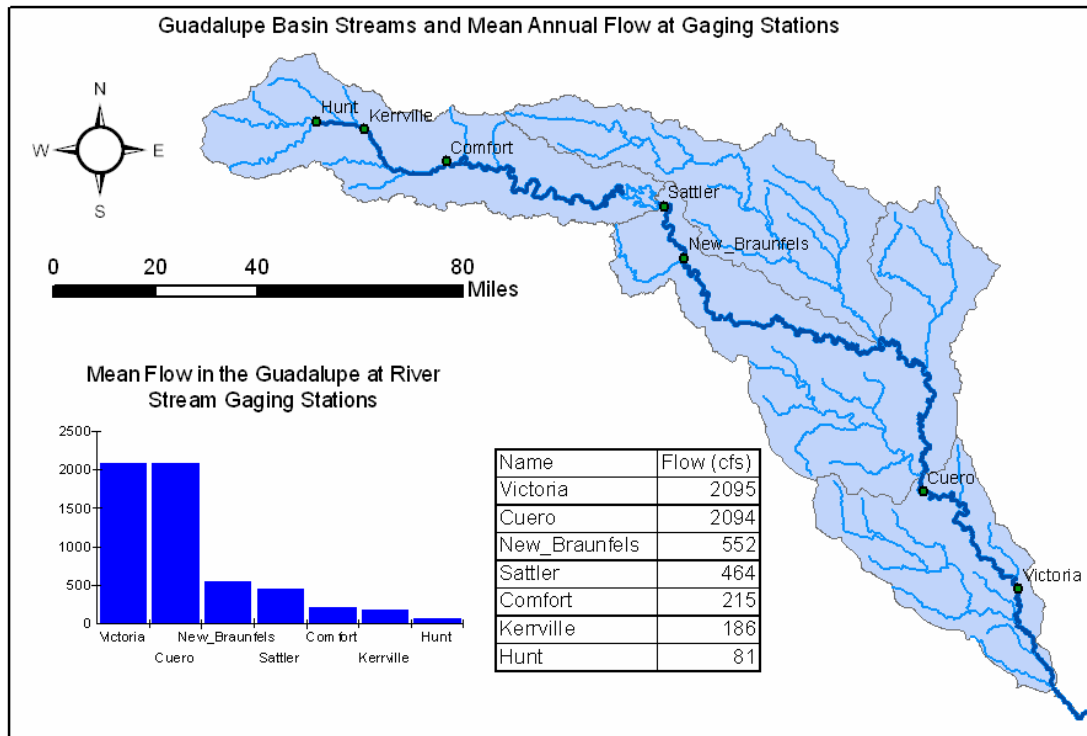 Guadalupe Basin Streams and Mean Annual Flow at Gaging Stations
N
W E
S
Hunt
Kerrville
Comfort
Sattler
New_Braunfels
Cuero
Victoria
0 20 40 80
Miles
Mean Flow in the Guadalupe at River
Stream Gaging Stations
2500
2000
1500
1000
500
0
Victoria New_Braunfels Comfort Hunt
Cuero Sattler Kerrville
Name Flow (cfs)
Victoria 2095
Cuero 2094
New_Braunfels 552
Sattler 464
Comfort 215
Kerrville 186
Hunt 81